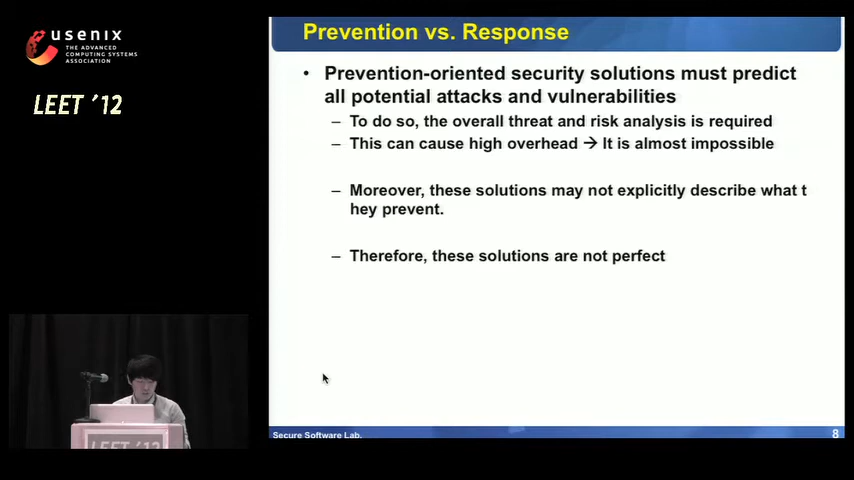 usenix
THE ADVANCED
COMPUTING SYSTEMS
ASSOCIATION
LEET '12
Prevention vs. Response
• Prevention-oriented security solutions must predict
all potential attacks and vulnerabilities
– To do so, the overall threat and risk analysis is required
– This can cause high overhead → It is almost impossible
– Moreover, these solutions may not explicitly describe what t
hey prevent.
– Therefore, these solutions are not perfect
LEET '12
Secure Software Lab.
8